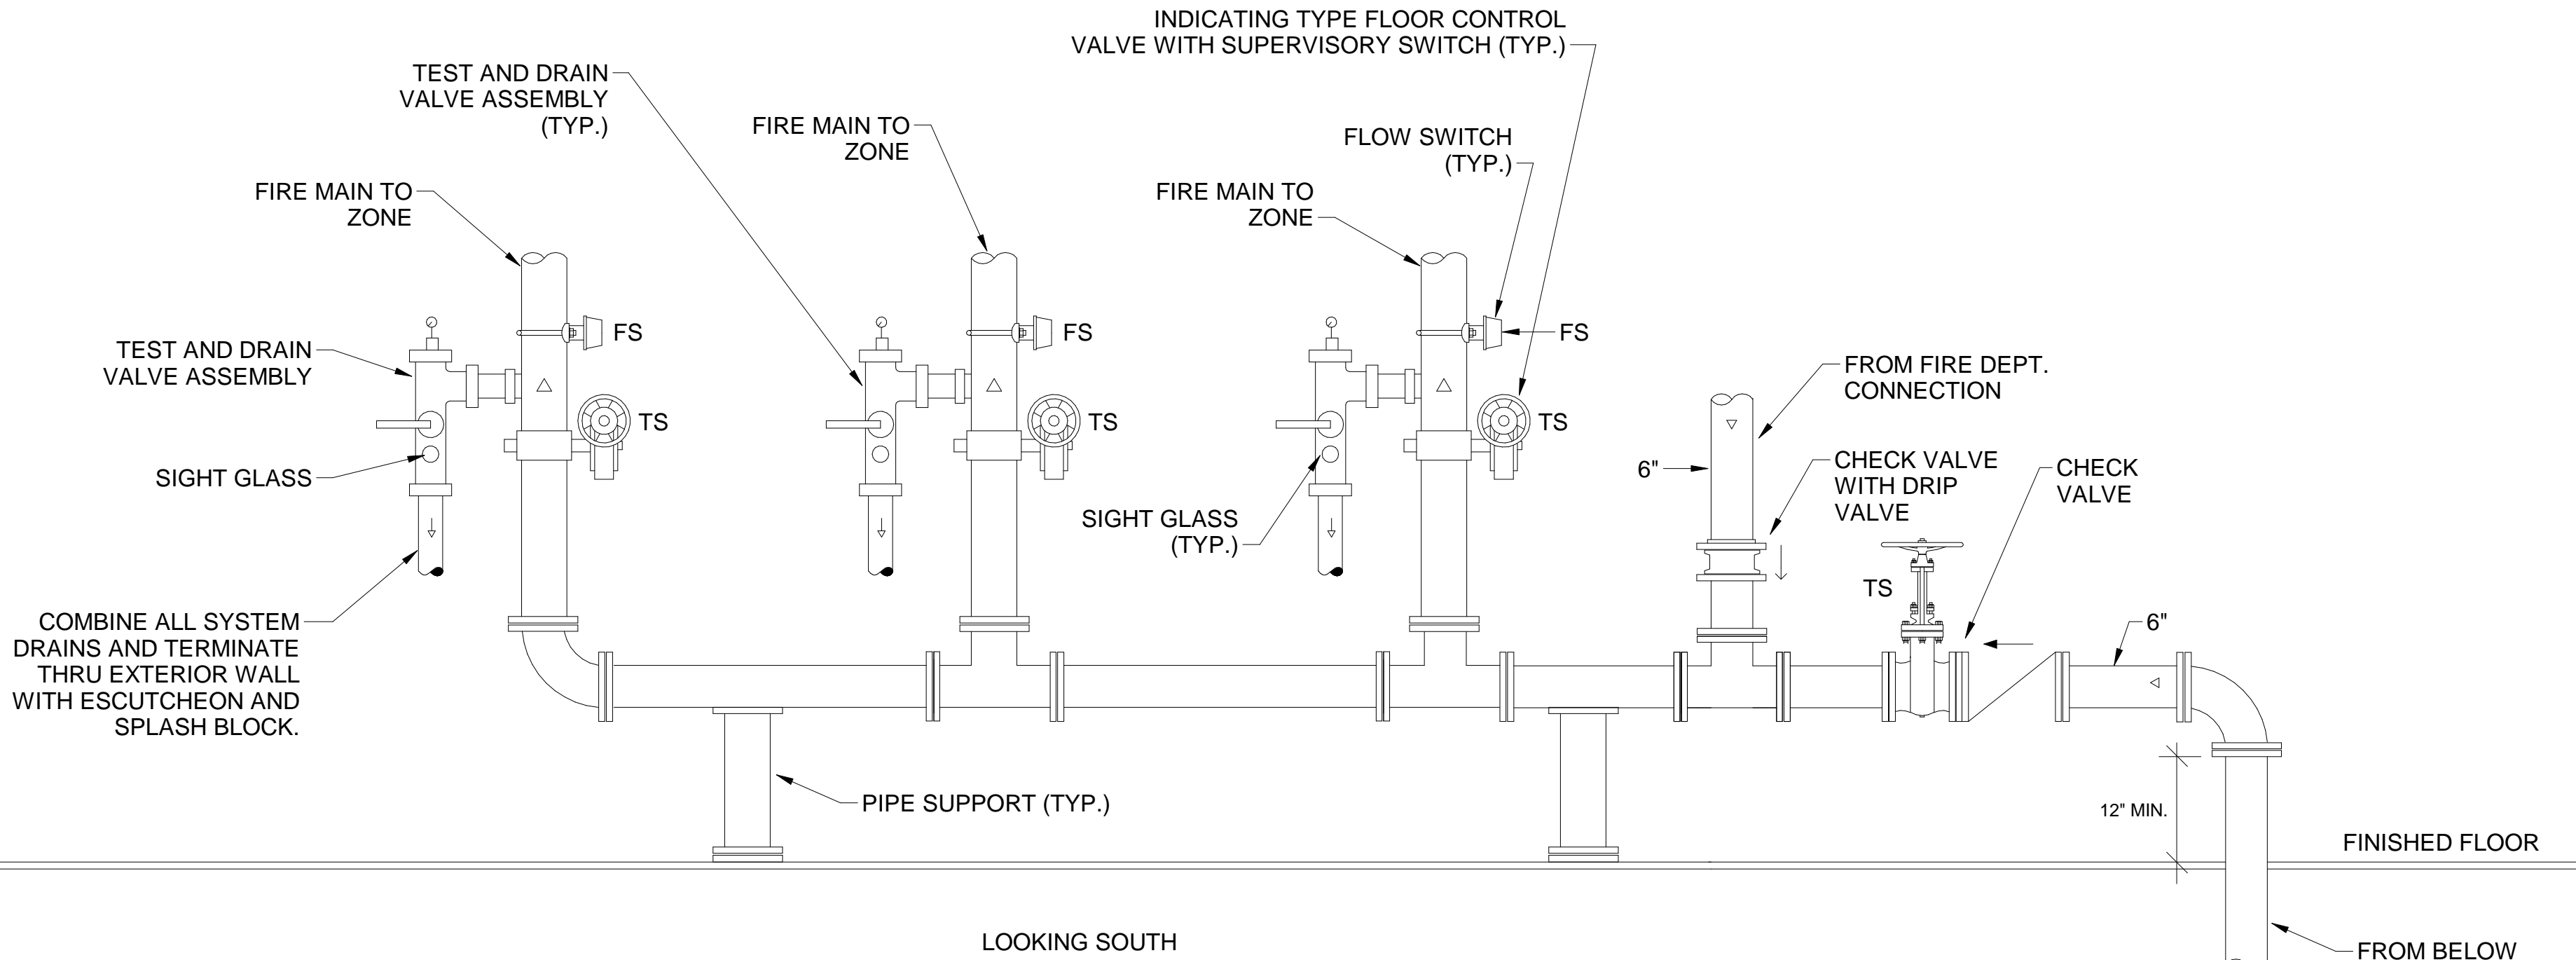 INDICATING TYPE FLOOR CONTROL
VALVE WITH SUPERVISORY SWITCH (TYP.)
TEST AND DRAIN
VALVE ASSEMBLY
(TYP.)
FIRE MAIN TO
ZONE
FLOW SWITCH
(TYP.)
FIRE MAIN TO
ZONE
FIRE MAIN TO
ZONE
FS
FS
FS
TEST AND DRAIN
VALVE ASSEMBLY
FROM FIRE DEPT.
CONNECTION
TS
TS
TS
SIGHT GLASS
6"
CHECK VALVE
WITH DRIP
VALVE
CHECK
VALVE
SIGHT GLASS
(TYP.)
TS
COMBINE ALL SYSTEM
DRAINS AND TERMINATE
THRU EXTERIOR WALL
WITH ESCUTCHEON AND
SPLASH BLOCK.
6"
PIPE SUPPORT (TYP.)
12" MIN.
FINISHED FLOOR
LOOKING SOUTH
FROM BELOW